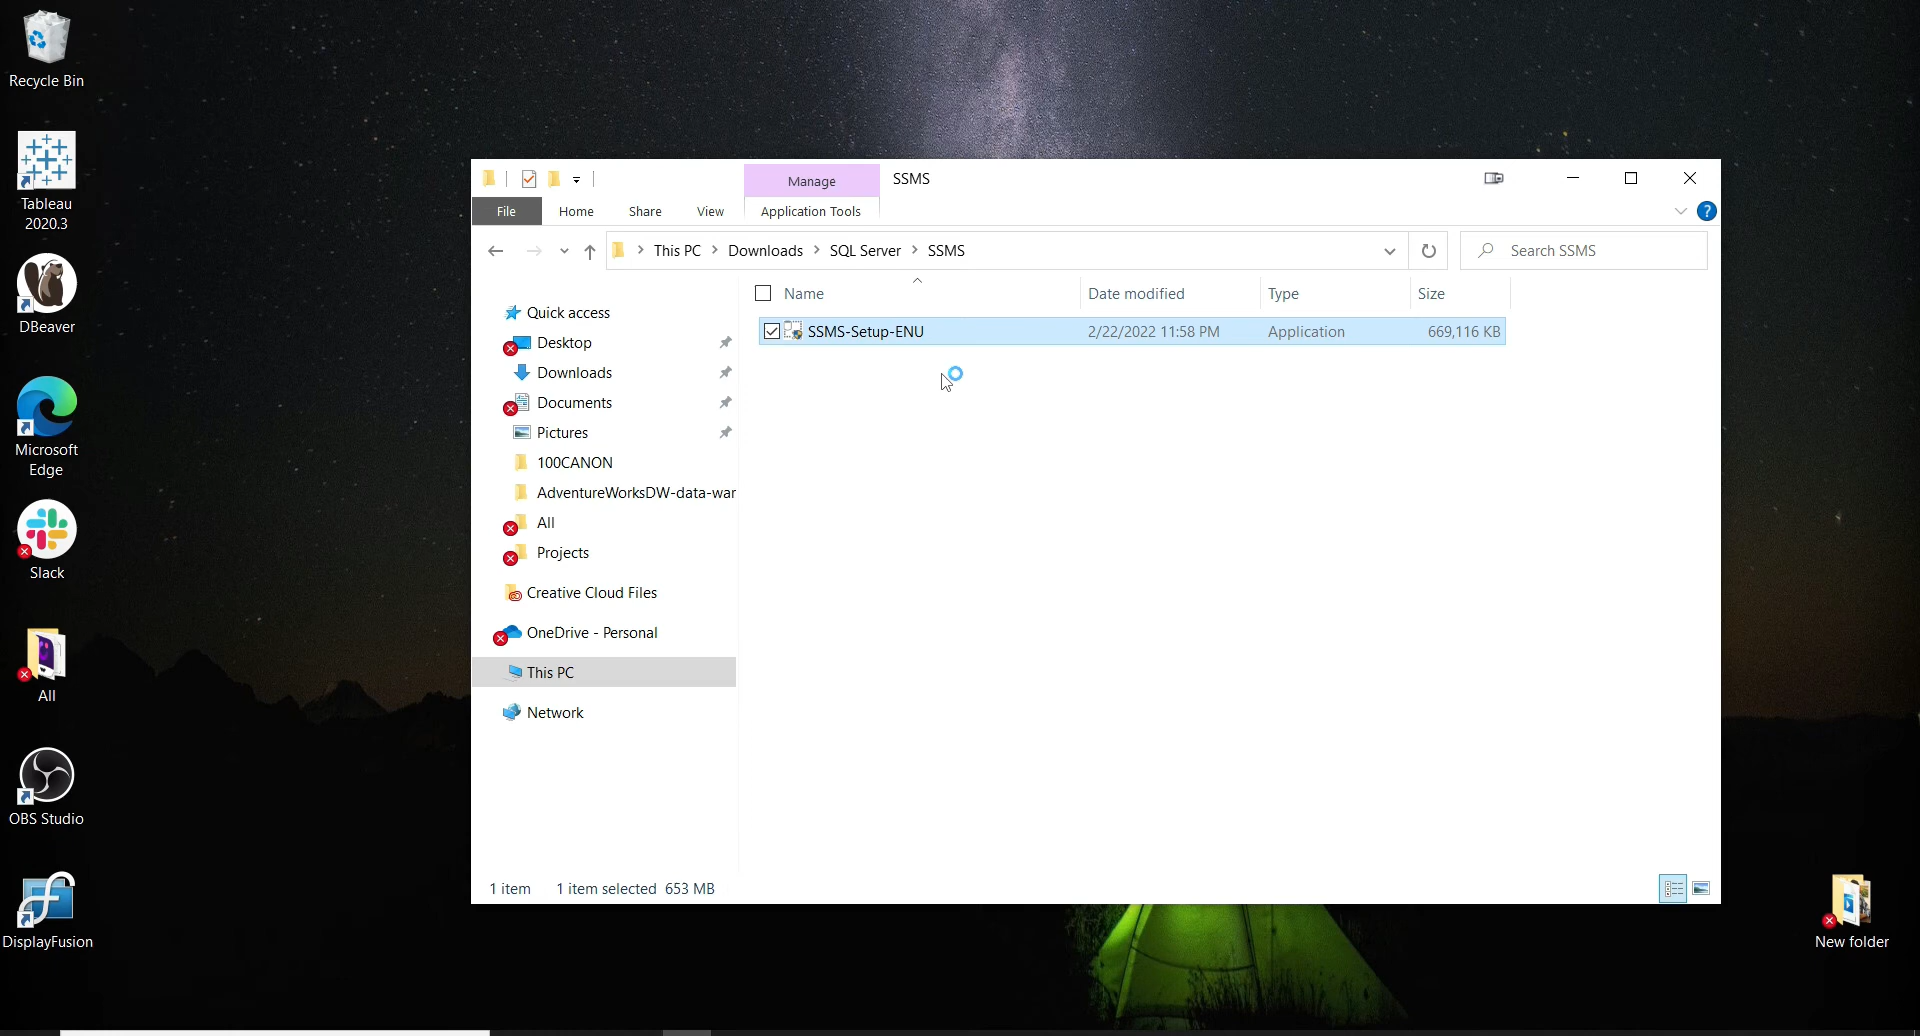 Recycle Bin
Tableau
2020.3
DBeaver
Microsoft
Edge
Slack
All
OBS Studio
DisplayFusion
Manage
SSMS
File
Home
Share
View
Application Tools
?
This PC
Downloads
SQL Server
SSMS
Search SSMS
Name
Date modified
Type
Size
SSMS-Setup-ENU
2/22/2022 11:58 PM
Application
669,116 KB
Quick access
Desktop
Downloads
Documents
Pictures
100CANON
AdventureWorksDW-data-war
All
Projects
Creative Cloud Files
OneDrive - Personal
This PC
Network
1 item
1 item selected 653 MB
New folder